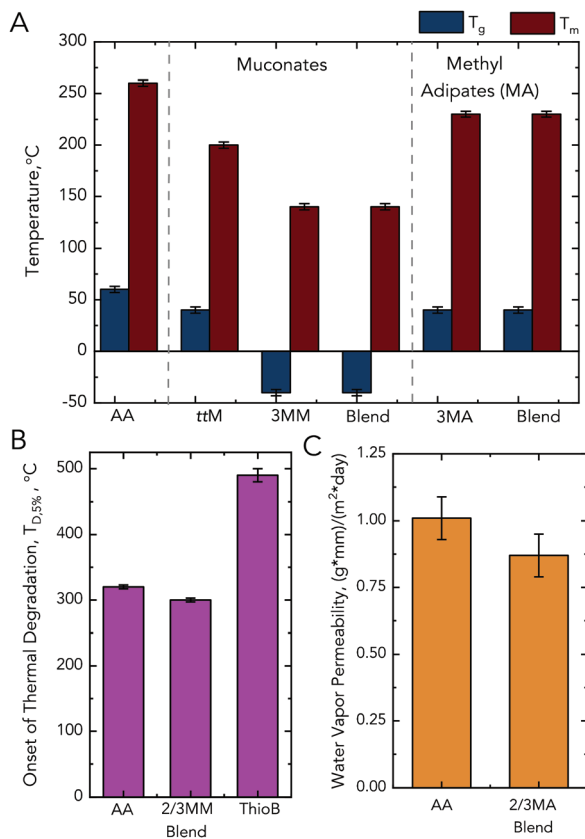 A
T_g
T_m
Muconates
Methyl
Adipates (MA)
Temperature,°C
300
250
200
150
100
50
0
-50
AA
ttM
3MM
Blend
3MA
Blend
B
Onset of Thermal Degradation, T_D,5% , °C
500
400
300
200
100
0
AA
2/3MM
Blend
ThioB
C
Water Vapor Permeability, (g*mm)/(m²*day)
1.25
1.00
0.75
0.50
0.25
0.00
AA
2/3MA
Blend